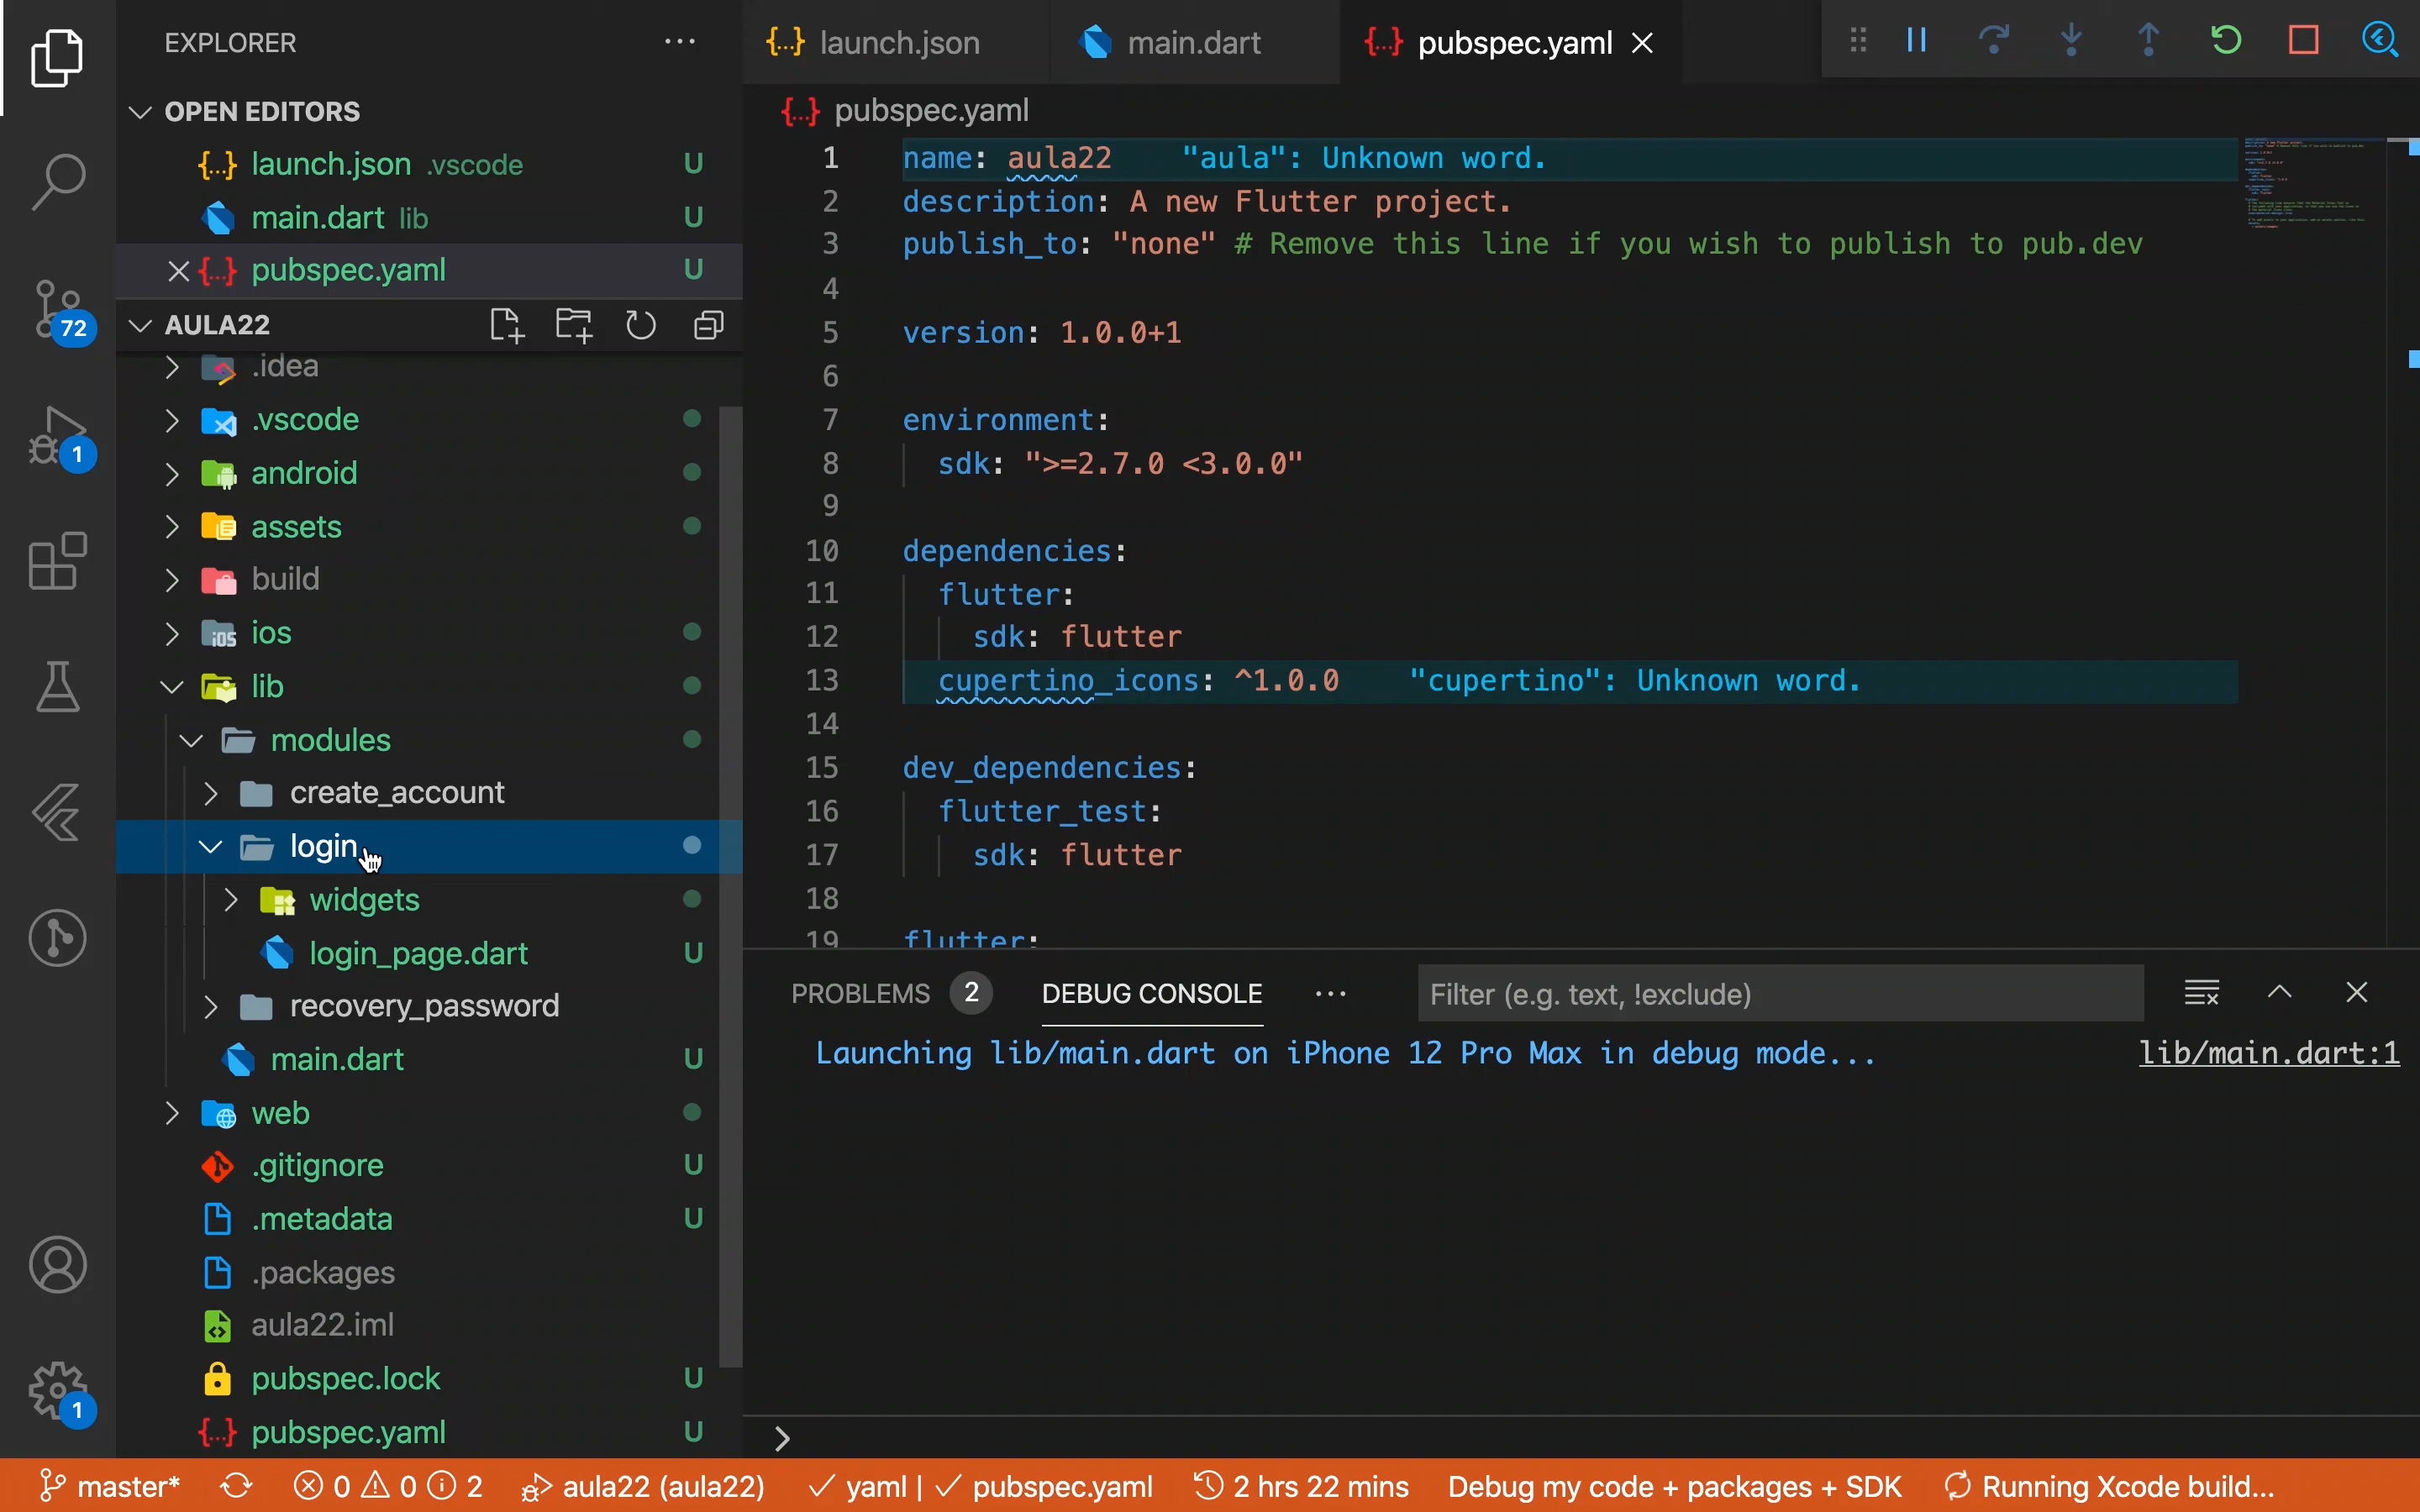 EXPLORER
OPEN EDITORS
launch.json .vscode U
main.dart lib U
pubspec.yaml U
AULA22
.idea
.vscode
android
assets
build
ios
lib
modules
create_account
login
widgets
login_page.dart U
recovery_password
main.dart U
web
.gitignore U
.metadata U
.packages
aula22.iml
pubspec.lock U
pubspec.yaml U
72
1
1
launch.json
main.dart
pubspec.yaml
pubspec.yaml
1 name: aula22 "aula": Unknown word.
2 description: A new Flutter project.
3 publish_to: "none" # Remove this line if you wish to publish to pub.dev
4
5 version: 1.0.0+1
6
7 environment:
8 sdk: ">=2.7.0 <3.0.0"
9
10 dependencies:
11 flutter:
12 sdk: flutter
13 cupertino_icons: ^1.0.0 "cupertino": Unknown word.
14
15 dev_dependencies:
16 flutter_test:
17 sdk: flutter
18
19 flutter:
PROBLEMS 2 DEBUG CONSOLE Filter (e.g. text, !exclude)
Launching lib/main.dart on iPhone 12 Pro Max in debug mode... lib/main.dart:1
master* 0 0 2 aula22 (aula22) yaml | pubspec.yaml 2 hrs 22 mins Debug my code + packages + SDK Running Xcode build...